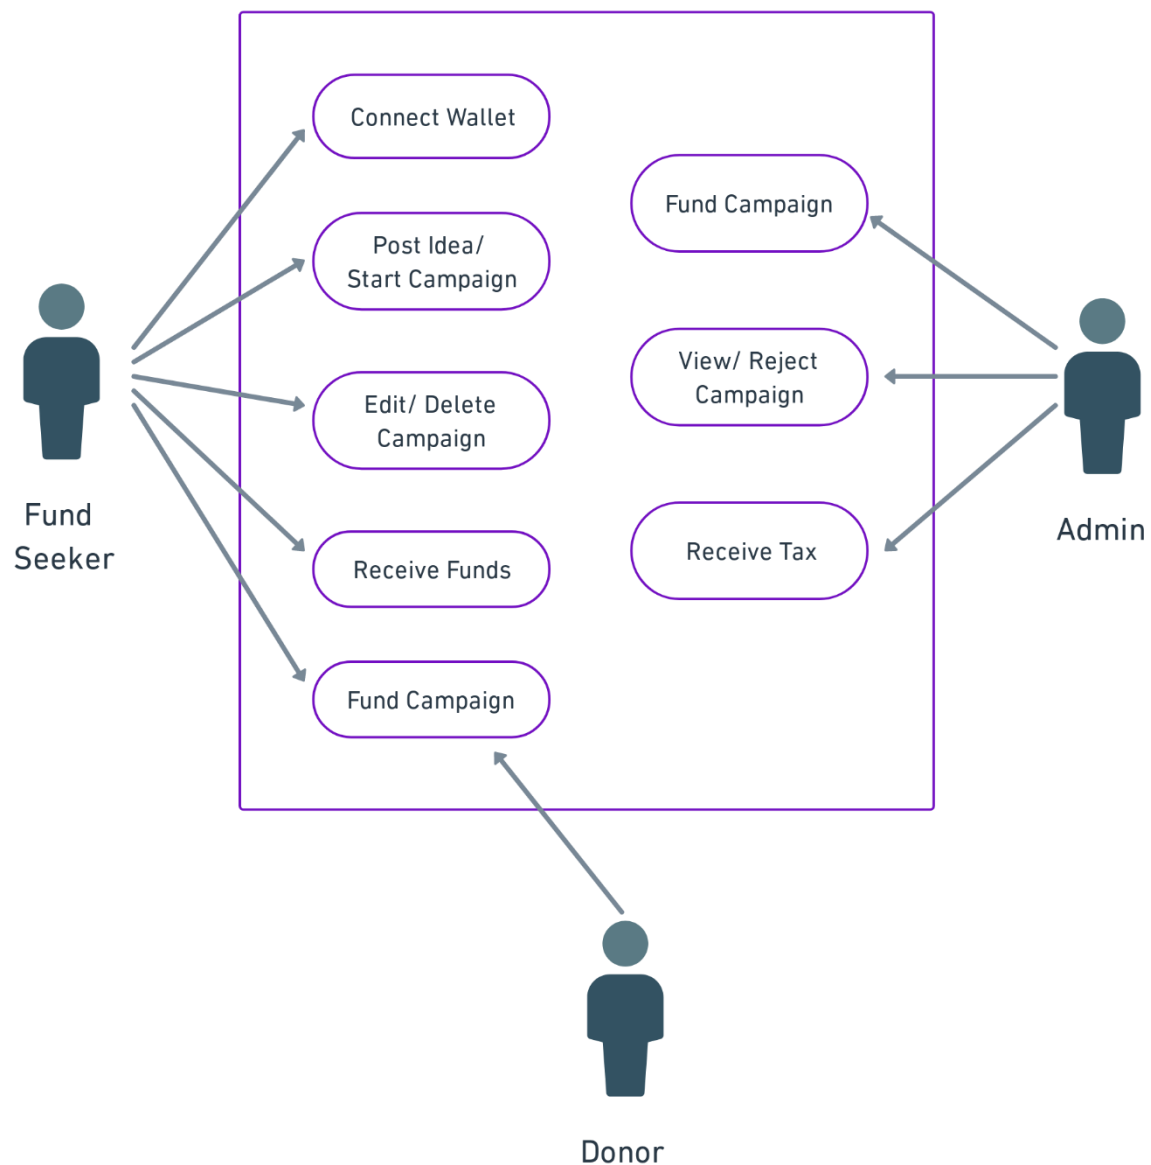 Connect Wallet
Post Idea/
Start Campaign
Edit/ Delete
Campaign
Receive Funds
Fund Campaign
Fund Campaign
View/ Reject
Campaign
Receive Tax
Fund
Seeker
Admin
Donor